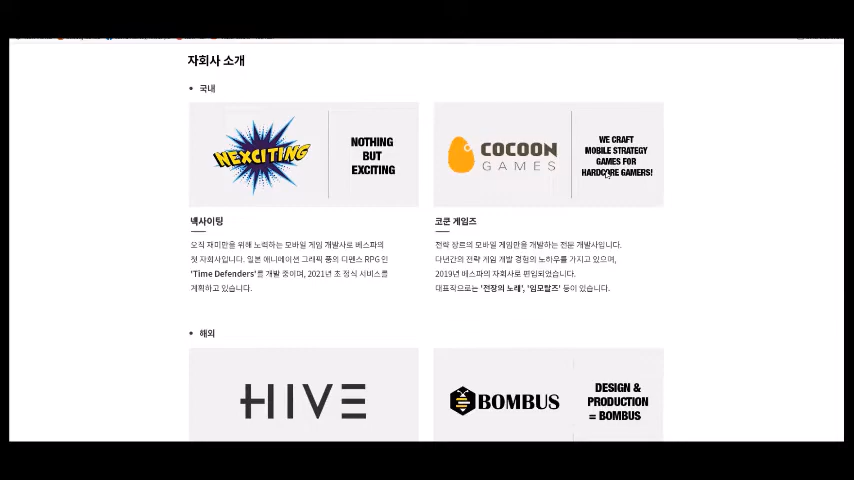 자회사 소개
• 국내
NEXCITING
NOTHING
BUT
EXCITING
COCOON
GAMES
WE CRAFT
MOBILE STRATEGY
GAMES FOR
HARDCORE GAMERS!
넥사이팅
오직 재미만을 위해 노력하는 모바일 게임 개발사로 베스파의
첫 자회사입니다. 일본 애니메이션 그래픽 풍의 디펜스 RPG인
'Time Defenders'를 개발 중이며, 2021년 초 정식 서비스를
계획하고 있습니다.
코쿤 게임즈
전략 장르의 모바일 게임만을 개발하는 전문 개발사입니다.
다년간의 전략 게임 개발 경험의 노하우를 가지고 있으며,
2019년 베스파의 자회사로 편입되었습니다.
대표작으로는 '전장의 노래', '임모탈즈' 등이 있습니다.
• 해외
HIVE
BOMBUS
DESIGN &
PRODUCTION
= BOMBUS